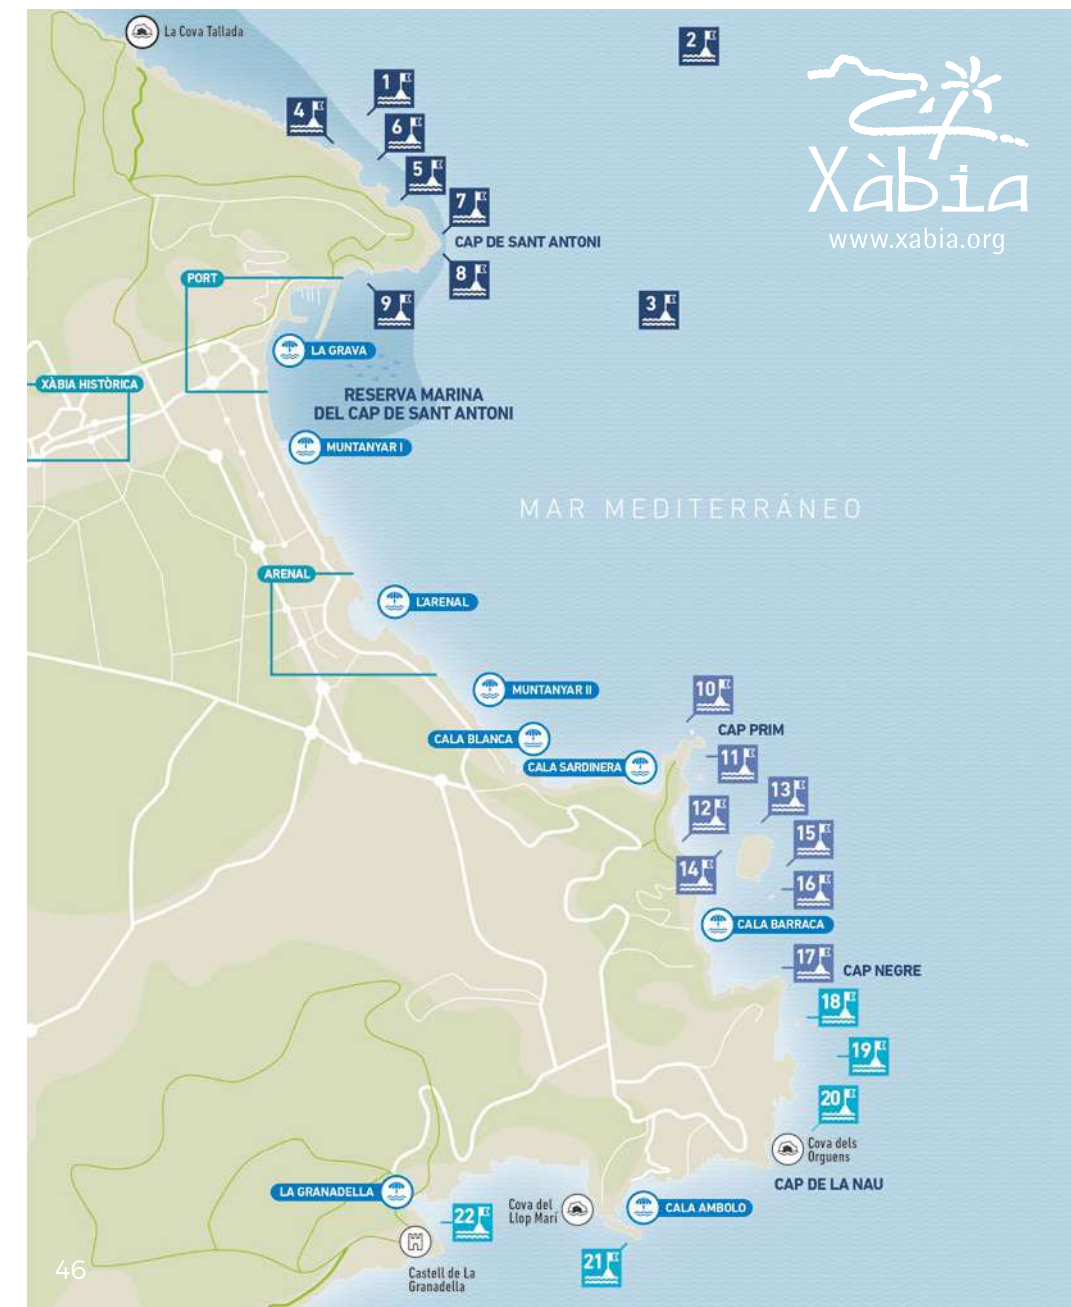 La Cova Tallada
2
1
4
6
5
7
Xàbia
www.xabia.org
CAP DE SANT ANTONI
PORT
8
9
3
LA GRAVA
XÀBIA HISTÒRICA
RESERVA MARINA
DEL CAP DE SANT ANTONI
MUNTANYAR I
MAR MEDITERRÁNEO
ARENAL
L'ARENAL
MUNTANYAR II
10
CAP PRIM
CALA BLANCA
CALA SARDINERA
11
13
12
15
14
16
CALA BARRACA
17
CAP NEGRE
18
19
20
Cova dels
Orguens
CAP DE LA NAU
LA GRANADELLA
22
Cova del
Llop Marí
CALA AMBOLO
21
Castell de La
Granadella
46